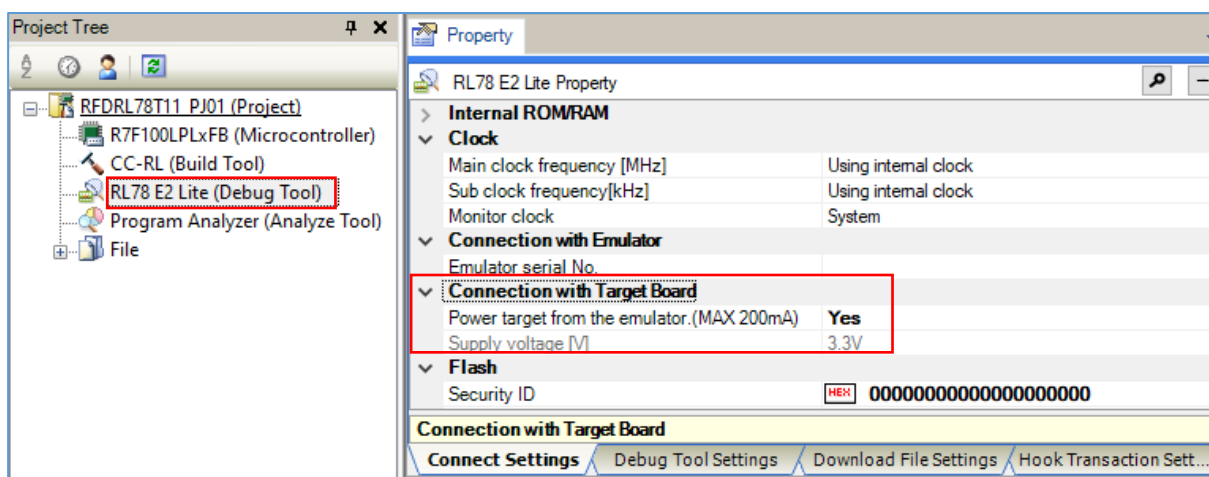 Project Tree
RFDRL78T11_PJ01 (Project)
R7F100LPLxFB (Microcontroller)
CC-RL (Build Tool)
RL78 E2 Lite (Debug Tool)
Program Analyzer (Analyze Tool)
File
Property
RL78 E2 Lite Property
Internal ROM/RAM
Clock
Main clock frequency [MHz] Using internal clock
Sub clock frequency[kHz] Using internal clock
Monitor clock System
Connection with Emulator
Emulator serial No.
Connection with Target Board
Power target from the emulator.(MAX 200mA) Yes
Supply voltage [V] 3.3V
Flash
Security ID HEX 00000000000000000000
Connection with Target Board
Connect Settings Debug Tool Settings Download File Settings Hook Transaction Sett...